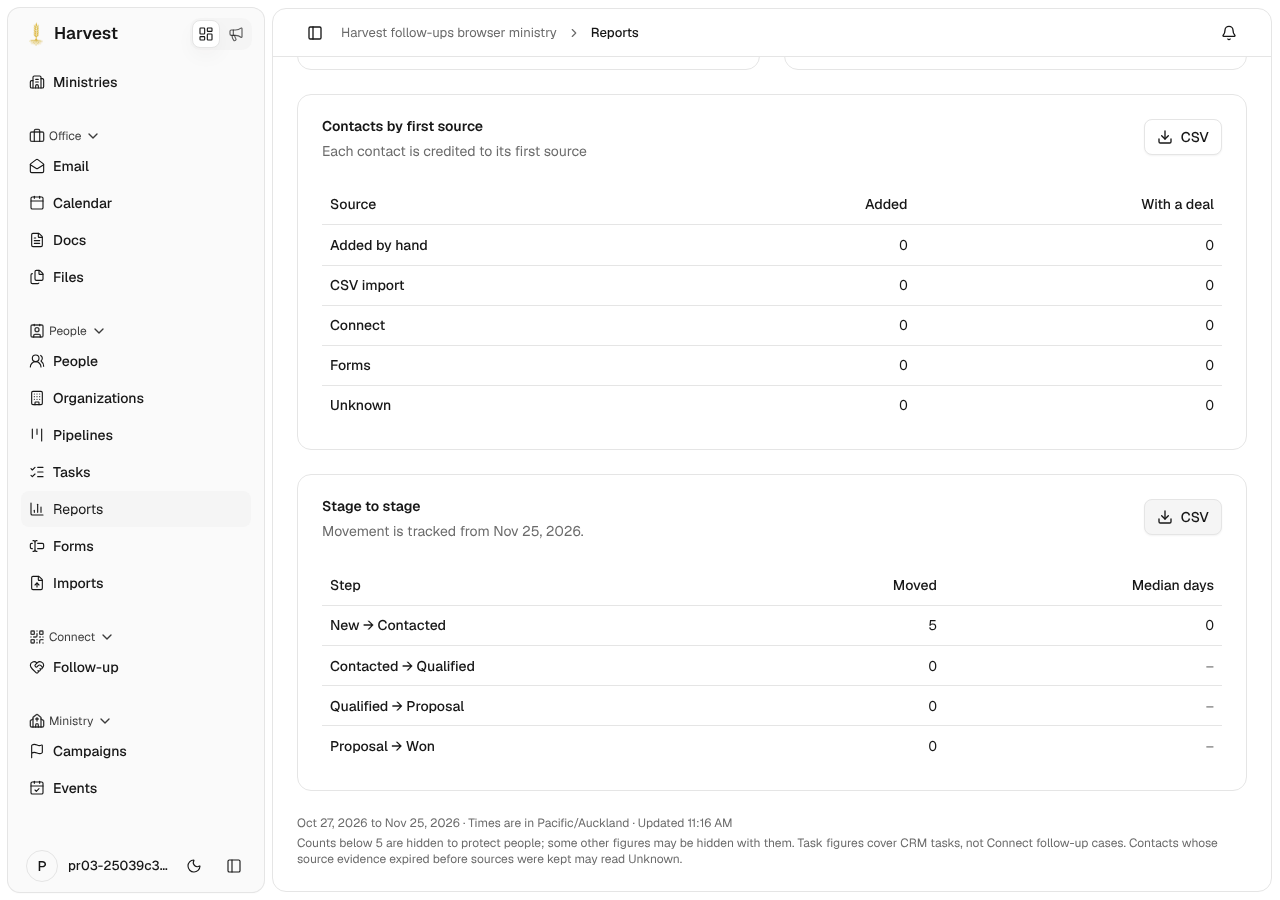 Harvest
Ministries
Office
Email
Calendar
Docs
Files
People
People
Organizations
Pipelines
Tasks
Reports
Forms
Imports
Connect
Follow-up
Ministry
Campaigns
Events
P pr03-25039c3...
Harvest follow-ups browser ministry > Reports
Contacts by first source
Each contact is credited to its first source
CSV
Source Added With a deal
Added by hand 0 0
CSV import 0 0
Connect 0 0
Forms 0 0
Unknown 0 0
Stage to stage
Movement is tracked from Nov 25, 2026.
CSV
Step Moved Median days
New → Contacted 5 0
Contacted → Qualified 0 –
Qualified → Proposal 0 –
Proposal → Won 0 –
Oct 27, 2026 to Nov 25, 2026 · Times are in Pacific/Auckland · Updated 11:16 AM
Counts below 5 are hidden to protect people; some other figures may be hidden with them. Task figures cover CRM tasks, not Connect follow-up cases. Contacts whose
source evidence expired before sources were kept may read Unknown.